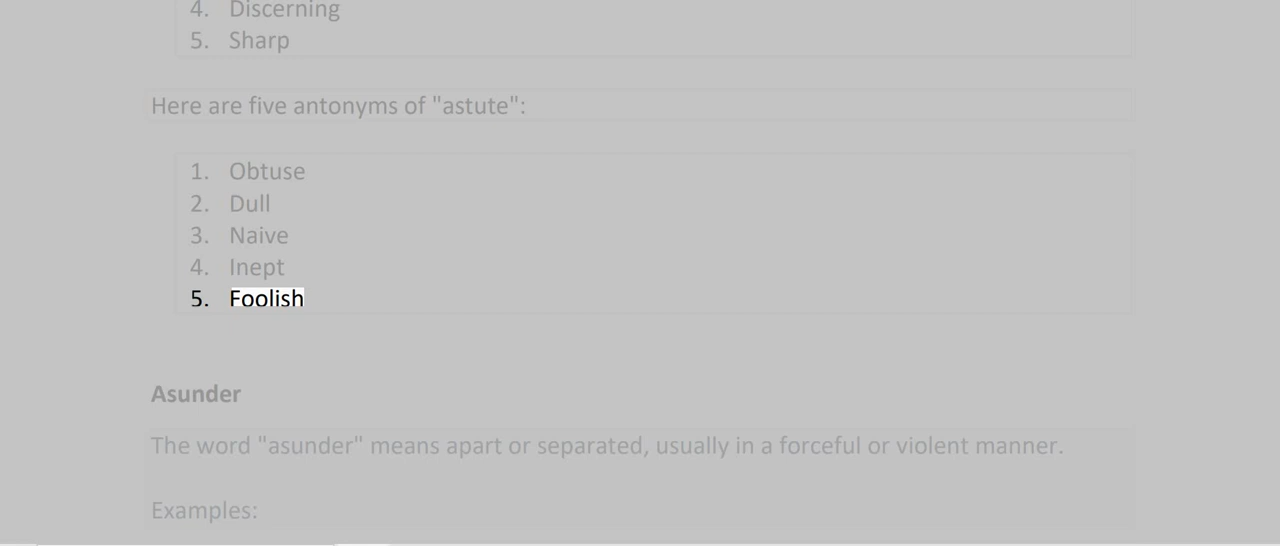 4. Discerning
5. Sharp
Here are five antonyms of "astute":
1. Obtuse
2. Dull
3. Naive
4. Inept
5. Foolish
Asunder
The word "asunder" means apart or separated, usually in a forceful or violent manner.
Examples: